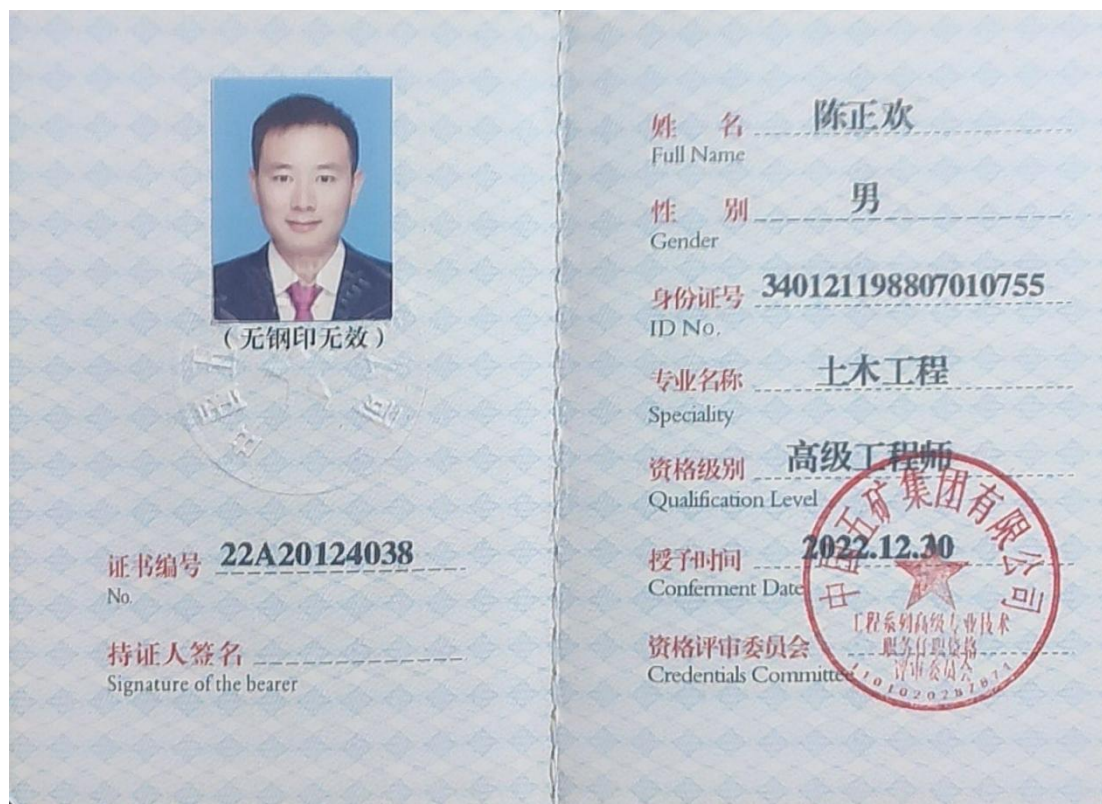 （无钢印无效）
证书编号 22A20124038
No.
持证人签名
Signature of the bearer
姓 名 陈正欢
Full Name
性 别 男
Gender
身份证号 340121198807010755
ID No.
专业名称 土木工程
Speciality
资格级别 高级工程师
Qualification Level
授予时间 2022.12.30
Conferment Date
资格评审委员会
Credentials Committee
中国五矿集团有限公司
工程系列高级专业技术
职务任职资格
评审委员会